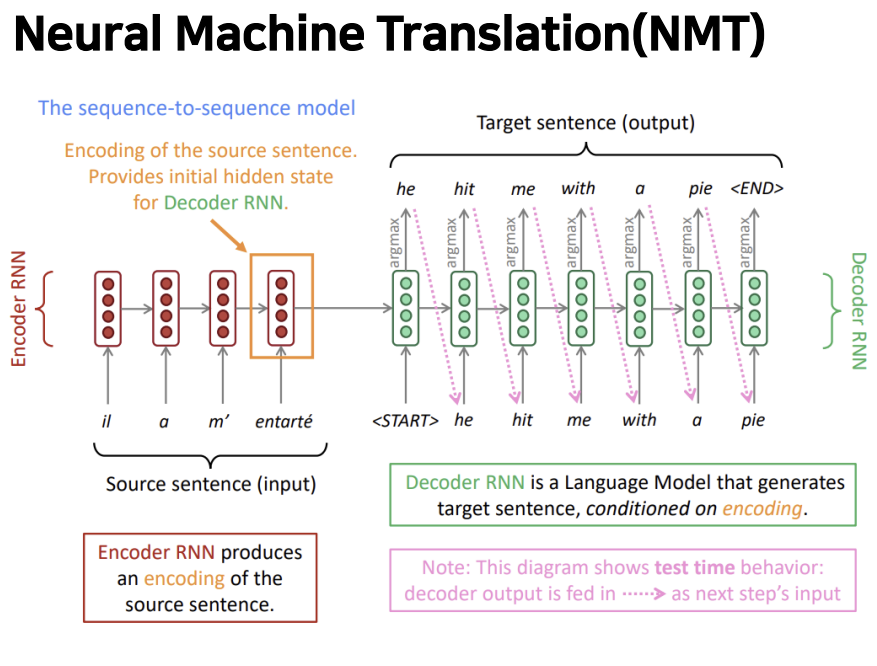 Neural Machine Translation(NMT)
The sequence-to-sequence model
Encoding of the source sentence.
Provides initial hidden state
for Decoder RNN.
Target sentence (output)
he hit me with a pie <END>
argmax argmax argmax argmax argmax argmax argmax
Encoder RNN
Decoder RNN
il a m’ entarté
<START> he hit me with a pie
Source sentence (input)
Encoder RNN produces
an encoding of the
source sentence.
Decoder RNN is a Language Model that generates
target sentence, conditioned on encoding.
Note: This diagram shows test time behavior:
decoder output is fed in as next step’s input